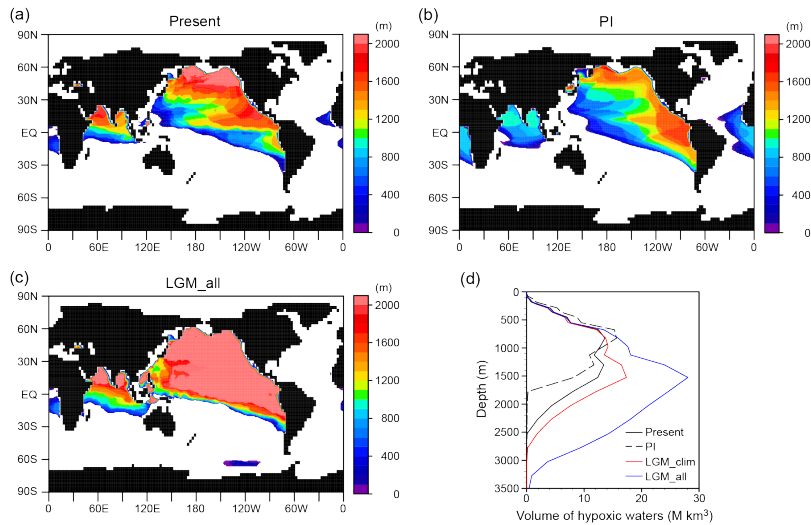 (a) Present (m)
90N 2000
60N 1600
30N 1200
EQ 800
30S 400
60S 0
90S
0 60E 120E 180 120W 60W 0
(b) PI (m)
90N 2000
60N 1600
30N 1200
EQ 800
30S 400
60S 0
90S
0 60E 120E 180 120W 60W 0
(c) LGM_all (m)
90N 2000
60N 1600
30N 1200
EQ 800
30S 400
60S 0
90S
0 60E 120E 180 120W 60W 0
(d)
0
500
1000
1500
2000
2500
3000
3500
Depth (m)
Present
PI
LGM_clim
LGM_all
0 10 20 30
Volume of hypoxic waters (M km³)